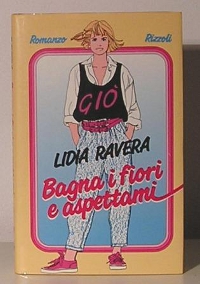 Romanzo Rizzoli
GIÒ
LIDIA RAVERA
Bagna i fiori
e aspettami